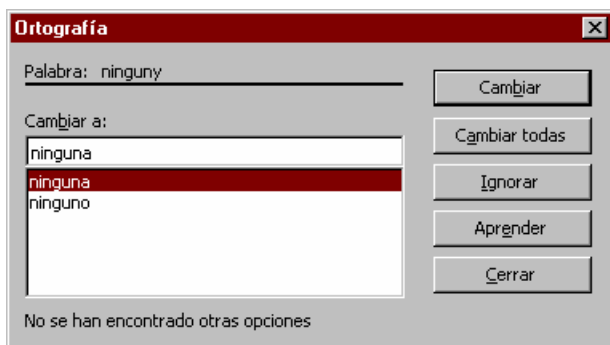 Ortografía
Palabra: ninguny
Cambiar a:
ninguna
ninguna
ninguno
No se han encontrado otras opciones
Cambiar
Cambiar todas
Ignorar
Aprender
Cerrar